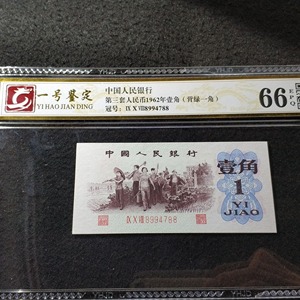 一号鉴定
YI HAO JIAN DING
中国人民银行
第三套人民币1962年壹角(背绿一角)
冠号: IX X VIII8994788
66
EPQ
中國人民銀行
壹角
1
YI
JIAO
IX X VIII 8994788